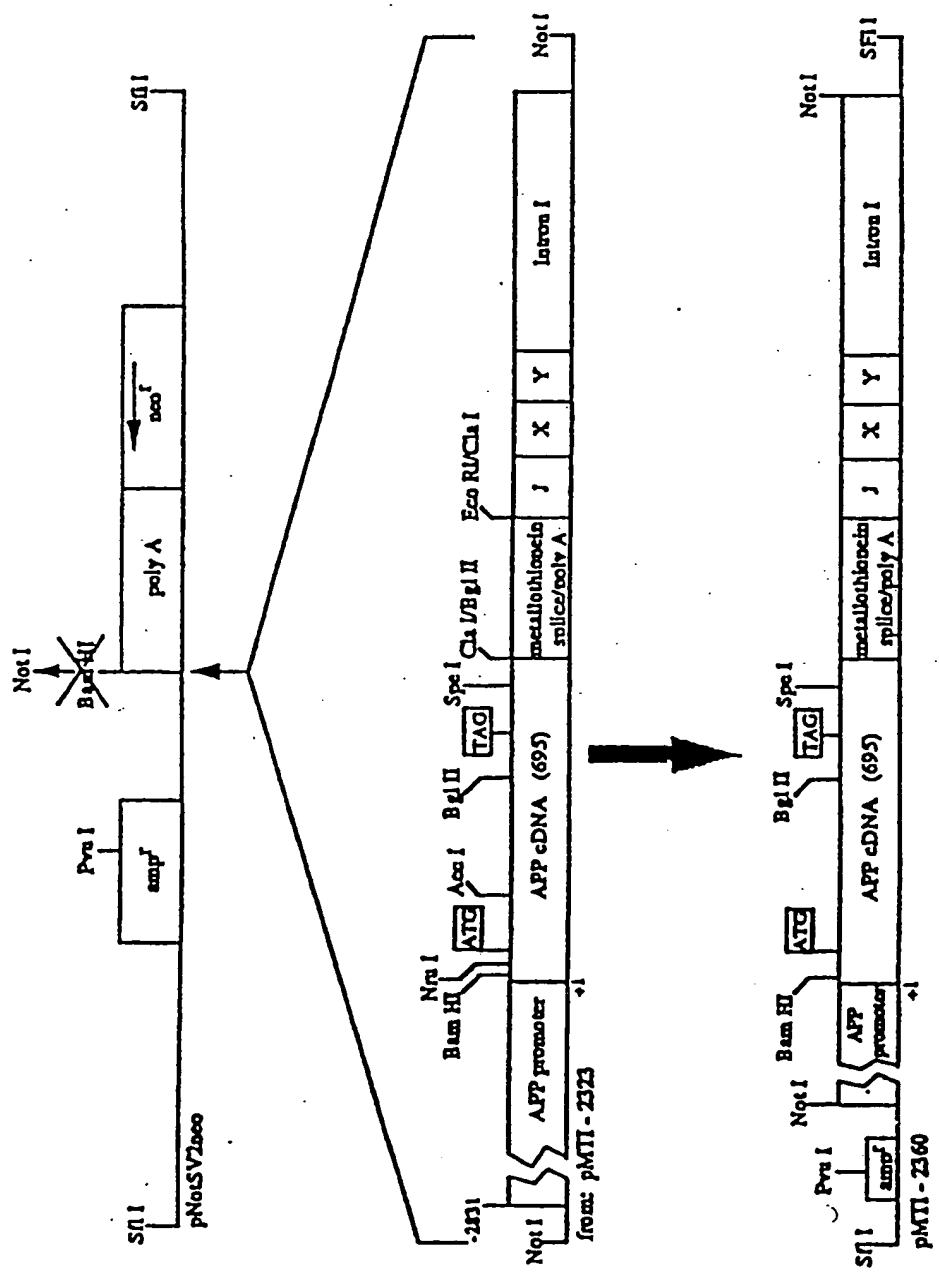 Sfi I
Pvu I
amp^r
Not I
Bam HI
poly A
neo^r
Sfi I
pNotSV2neo
-2831
Not I
APP promoter
Bam HI
Nru I
ATG
Acc I
Bgl II
TAG
Spe I
Cla I/Bgl II
Eco RI/Cla I
APP cDNA (695)
metallothionein
splice/poly A
J
X
Y
Intron I
Not I
+1
from: pMTI - 2323
Sfi I
Pvu I
amp^r
Not I
APP
promoter
Bam HI
ATG
Bgl II
TAG
Spe I
APP cDNA (695)
metallothionein
splice/poly A
J
X
Y
Intron I
Not I
SFI I
+1
pMTI - 2360